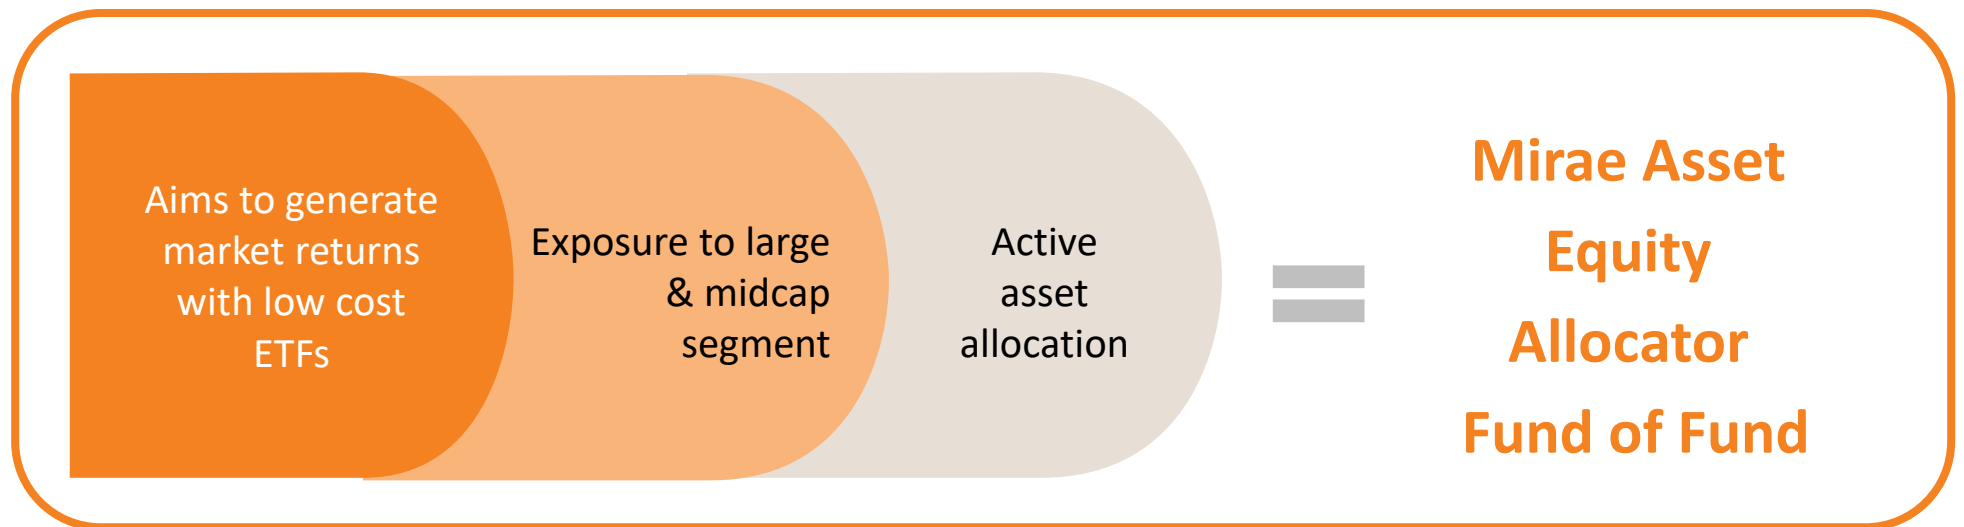 Aims to generate
market returns
with low cost
ETFs
Exposure to large
& midcap
segment
Active
asset
allocation
Mirae Asset
Equity
Allocator
Fund of Fund